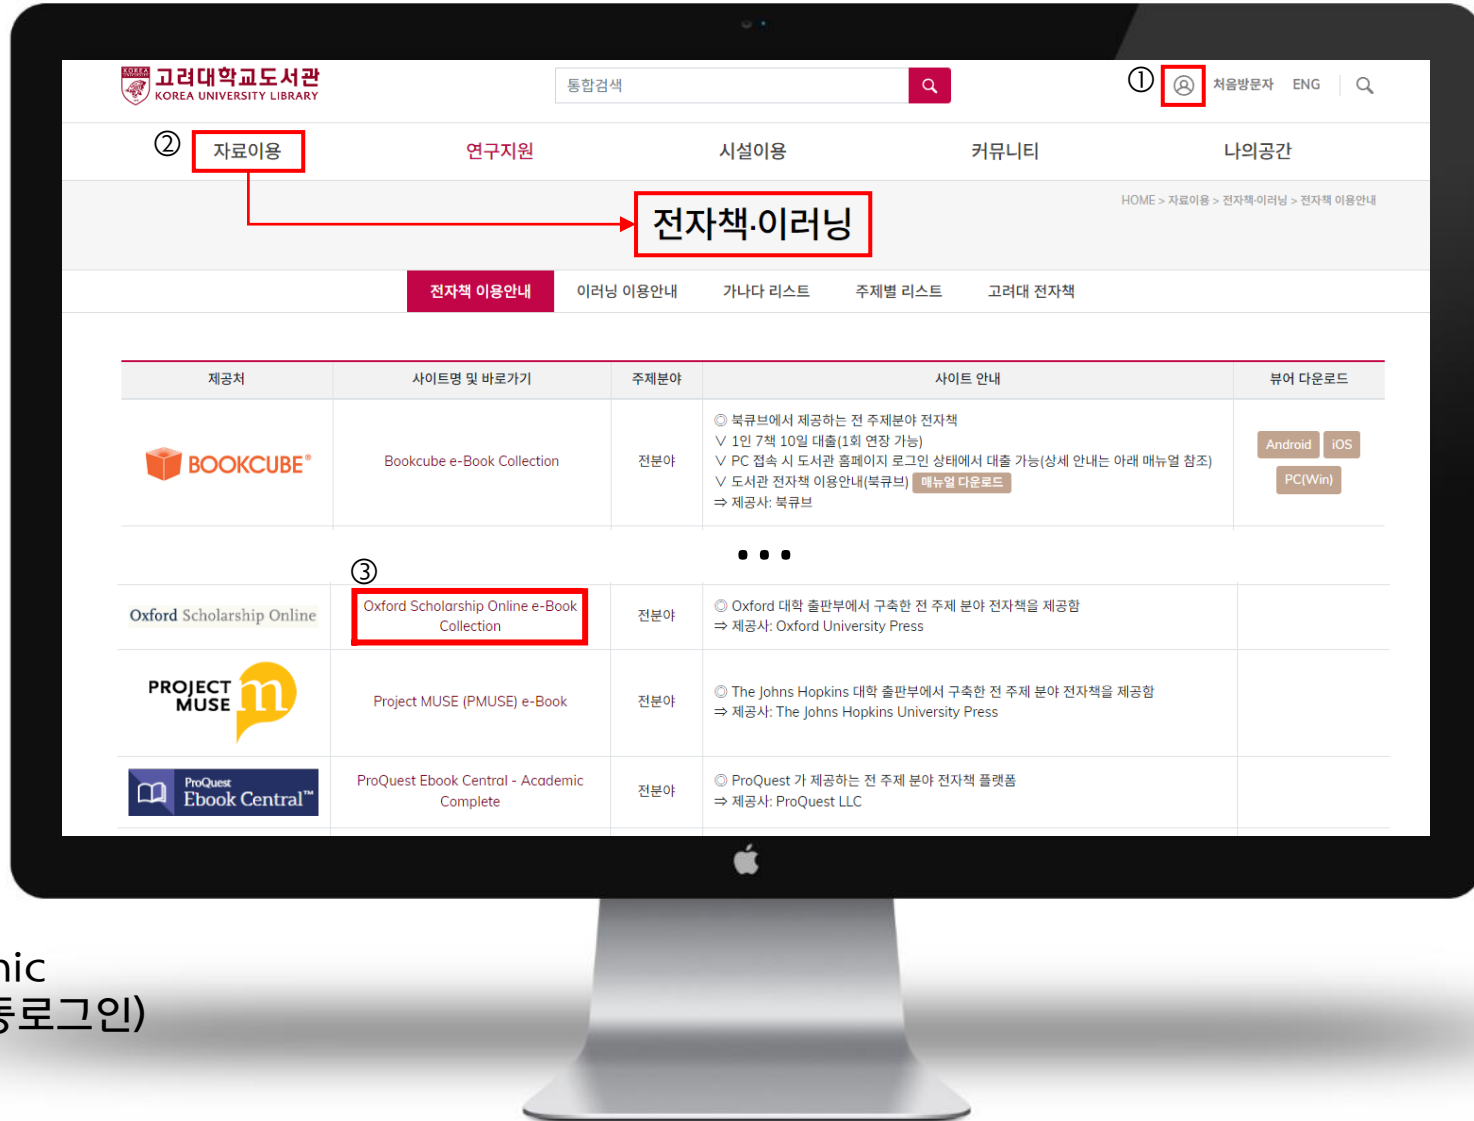 고려대학교도서관
KOREA UNIVERSITY LIBRARY
통합검색
①
처음방문자 ENG
② 자료이용 연구지원 시설이용 커뮤니티 나의공간
HOME > 자료이용 > 전자책·이러닝 > 전자책 이용안내
전자책·이러닝
전자책 이용안내 이러닝 이용안내 가나다 리스트 주제별 리스트 고려대 전자책
제공처 사이트명 및 바로가기 주제분야 사이트 안내 뷰어 다운로드
BOOKCUBE®
Bookcube e-Book Collection
전분야
◎ 북큐브에서 제공하는 전 주제분야 전자책
∨ 1인 7책 10일 대출(1회 연장 가능)
∨ PC 접속 시 도서관 홈페이지 로그인 상태에서 대출 가능(상세 안내는 아래 매뉴얼 참조)
∨ 도서관 전자책 이용안내(북큐브) 매뉴얼 다운로드
⇒ 제공사: 북큐브
Android iOS
PC(Win)
...
③
Oxford Scholarship Online
Oxford Scholarship Online e-Book
Collection
전분야
◎ Oxford 대학 출판부에서 구축한 전 주제 분야 전자책을 제공함
⇒ 제공사: Oxford University Press
PROJECT
MUSE m
Project MUSE (PMUSE) e-Book
전분야
◎ The Johns Hopkins 대학 출판부에서 구축한 전 주제 분야 전자책을 제공함
⇒ 제공사: The Johns Hopkins University Press
ProQuest
Ebook Central™
ProQuest Ebook Central - Academic
Complete
전분야
◎ ProQuest 가 제공하는 전 주제 분야 전자책 플랫폼
⇒ 제공사: ProQuest LLC
nic
동로그인)